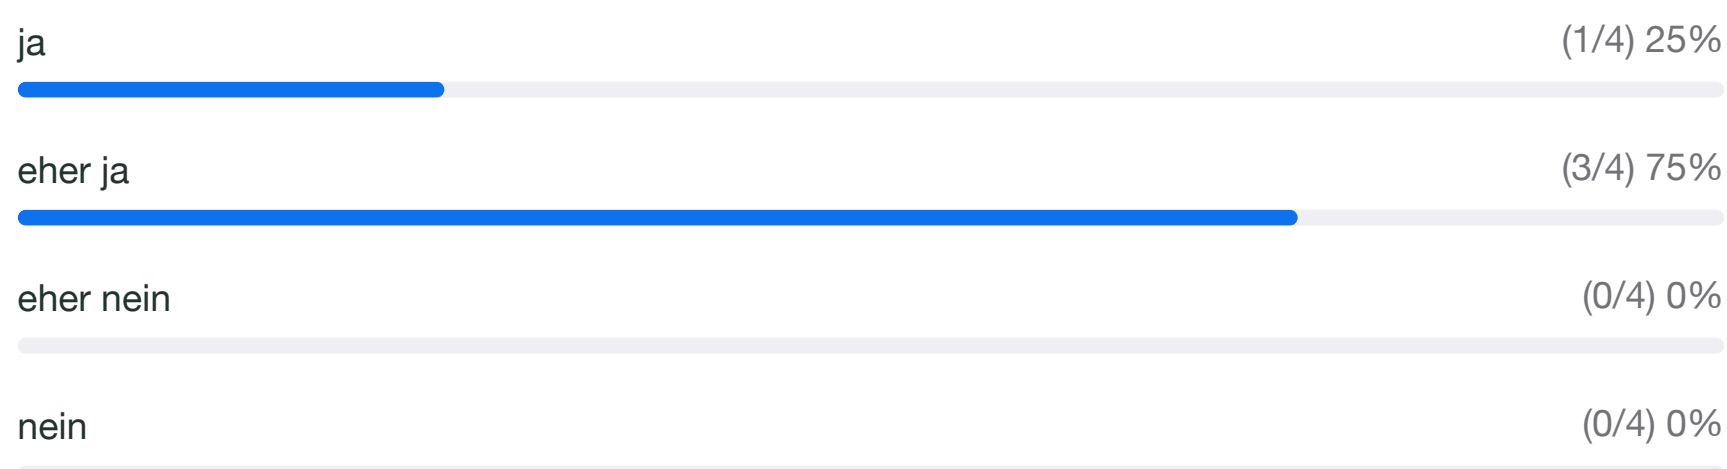 ja (1/4) 25%
eher ja (3/4) 75%
eher nein (0/4) 0%
nein (0/4) 0%